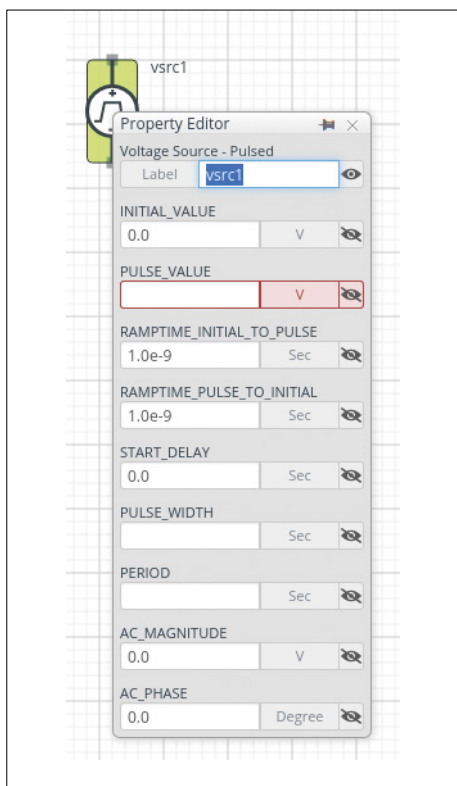 vsrc1
Property Editor
Voltage Source - Pulsed
Label vsrc1
INITIAL_VALUE
0.0 V
PULSE_VALUE
V
RAMPTIME_INITIAL_TO_PULSE
1.0e-9 Sec
RAMPTIME_PULSE_TO_INITIAL
1.0e-9 Sec
START_DELAY
0.0 Sec
PULSE_WIDTH
Sec
PERIOD
Sec
AC_MAGNITUDE
0.0 V
AC_PHASE
0.0 Degree